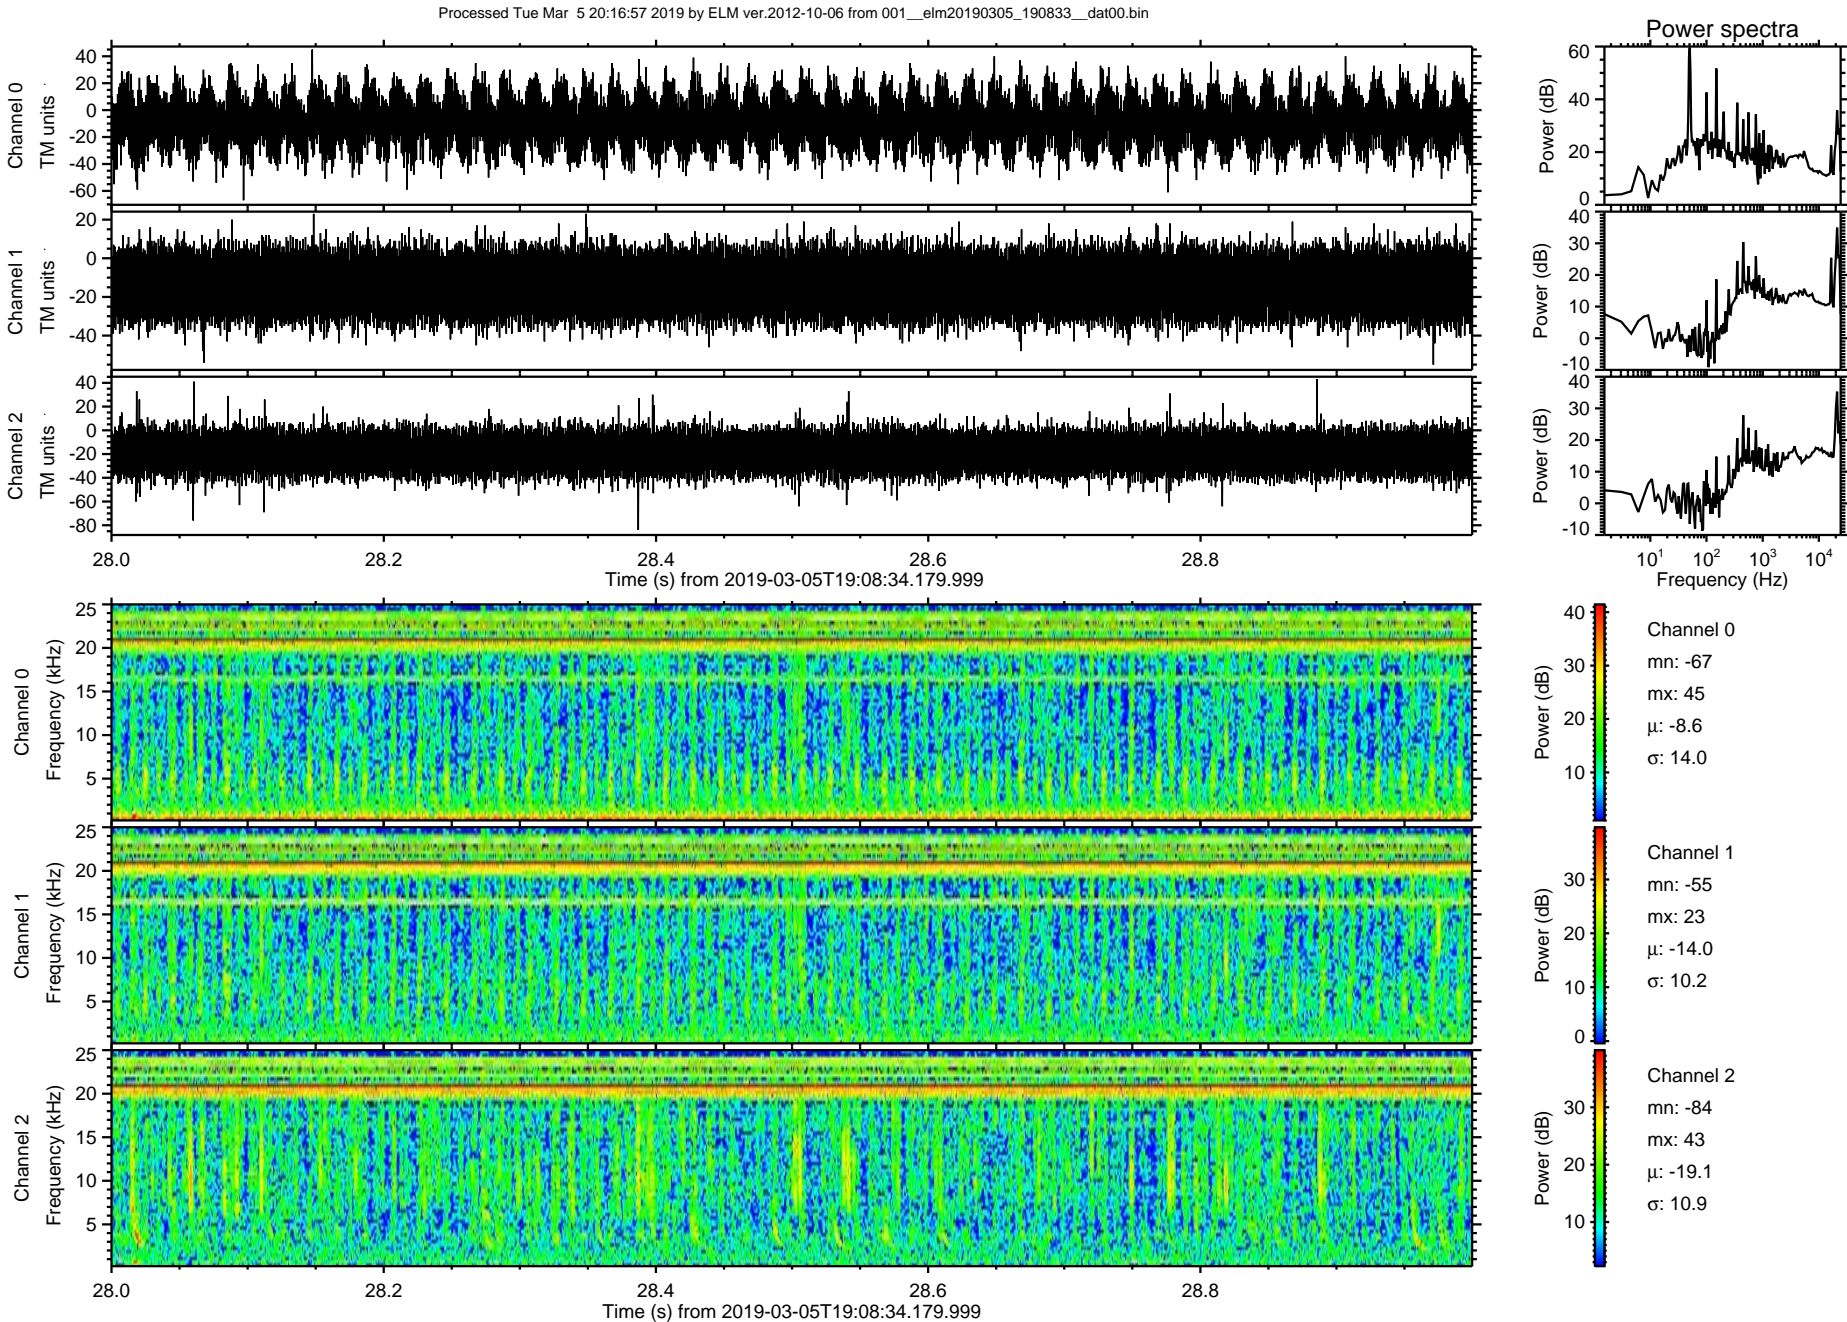 Processed Tue Mar  5 20:16:57 2019 by ELM ver.2012-10-06 from 001__elm20190305_190833__dat00.bin
Power spectra
Channel 0
TM units
40
20
0
-20
-40
-60
Power (dB)
60
40
20
0
Channel 1
TM units
20
0
-20
-40
Power (dB)
40
30
20
10
0
-10
Channel 2
TM units
40
20
0
-20
-40
-60
-80
Power (dB)
40
30
20
10
0
-10
28.0 28.2 28.4 28.6 28.8
Time (s) from 2019-03-05T19:08:34.179.999
10¹ 10² 10³ 10⁴
Frequency (Hz)
Channel 0
Frequency (kHz)
25
20
15
10
5
Power (dB)
40
30
20
10
Channel 0
mn: -67
mx: 45
μ: -8.6
σ: 14.0
Channel 1
Frequency (kHz)
25
20
15
10
5
Power (dB)
30
20
10
0
Channel 1
mn: -55
mx: 23
μ: -14.0
σ: 10.2
Channel 2
Frequency (kHz)
25
20
15
10
5
Power (dB)
30
20
10
Channel 2
mn: -84
mx: 43
μ: -19.1
σ: 10.9
28.0 28.2 28.4 28.6 28.8
Time (s) from 2019-03-05T19:08:34.179.999